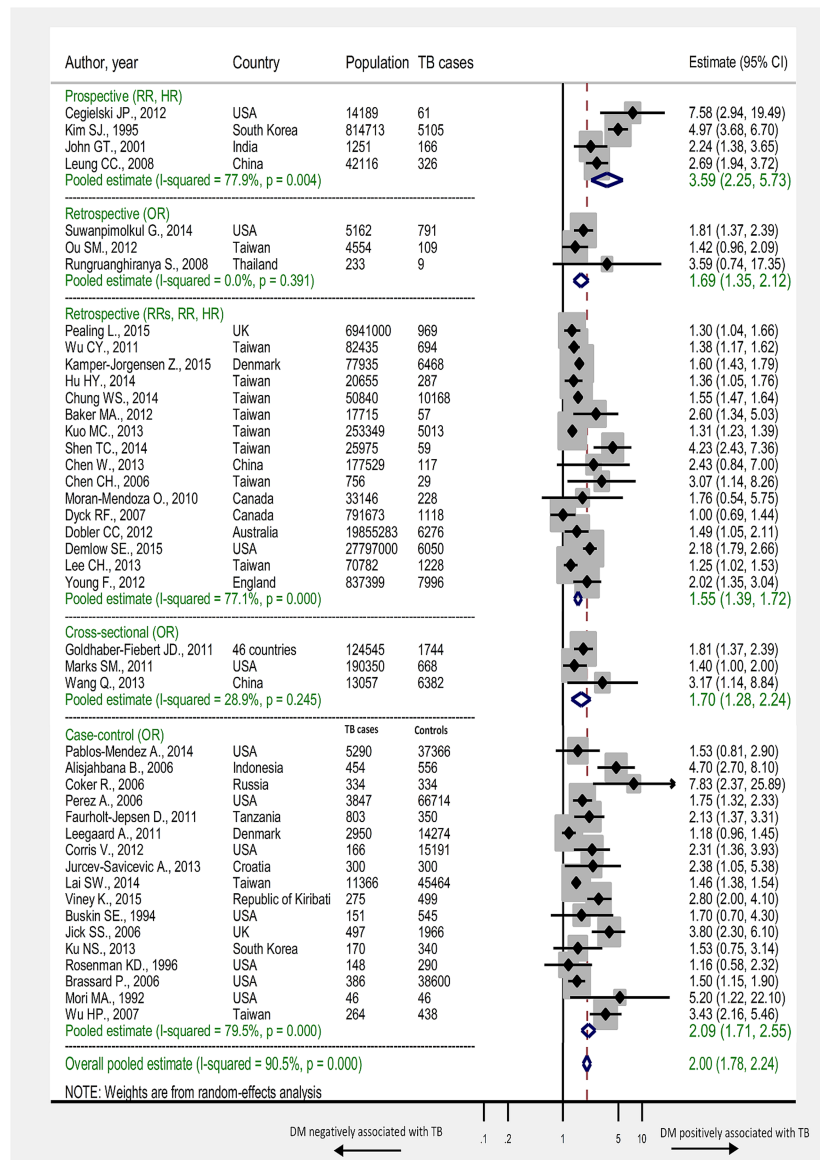 Author, year Country Population TB cases Estimate (95% CI)
Prospective (RR, HR)
Cegielski JP., 2012 USA 14189 61 7.58 (2.94, 19.49)
Kim SJ., 1995 South Korea 814713 5105 4.97 (3.68, 6.70)
John GT., 2001 India 1251 166 2.24 (1.38, 3.65)
Leung CC., 2008 China 42116 326 2.69 (1.94, 3.72)
Pooled estimate (I-squared = 77.9%, p = 0.004) 3.59 (2.25, 5.73)
Retrospective (OR)
Suwanpimolkul G., 2014 USA 5162 791 1.81 (1.37, 2.39)
Ou SM., 2012 Taiwan 4554 109 1.42 (0.96, 2.09)
Rungruanghiranya S., 2008 Thailand 233 9 3.59 (0.74, 17.35)
Pooled estimate (I-squared = 0.0%, p = 0.391) 1.69 (1.35, 2.12)
Retrospective (RRs, RR, HR)
Pealing L., 2015 UK 6941000 969 1.30 (1.04, 1.66)
Wu CY., 2011 Taiwan 82435 694 1.38 (1.17, 1.62)
Kamper-Jorgensen Z., 2015 Denmark 77935 6468 1.60 (1.43, 1.79)
Hu HY., 2014 Taiwan 20655 287 1.36 (1.05, 1.76)
Chung WS., 2014 Taiwan 50840 10168 1.55 (1.47, 1.64)
Baker MA., 2012 Taiwan 17715 57 2.60 (1.34, 5.03)
Kuo MC., 2013 Taiwan 253349 5013 1.31 (1.23, 1.39)
Shen TC., 2014 Taiwan 25975 59 4.23 (2.43, 7.36)
Chen W., 2013 China 177529 117 2.43 (0.84, 7.00)
Chen CH., 2006 Taiwan 756 29 3.07 (1.14, 8.26)
Moran-Mendoza O., 2010 Canada 33146 228 1.76 (0.54, 5.75)
Dyck RF., 2007 Canada 791673 1118 1.00 (0.69, 1.44)
Dobler CC, 2012 Australia 19855283 6276 1.49 (1.05, 2.11)
Demlow SE., 2015 USA 27797000 6050 2.18 (1.79, 2.66)
Lee CH., 2013 Taiwan 70782 1228 1.25 (1.02, 1.53)
Young F., 2012 England 837399 7996 2.02 (1.35, 3.04)
Pooled estimate (I-squared = 77.1%, p = 0.000) 1.55 (1.39, 1.72)
Cross-sectional (OR)
Goldhaber-Fiebert JD., 2011 46 countries 124545 1744 1.81 (1.37, 2.39)
Marks SM., 2011 USA 190350 668 1.40 (1.00, 2.00)
Wang Q., 2013 China 13057 6382 3.17 (1.14, 8.84)
Pooled estimate (I-squared = 28.9%, p = 0.245) 1.70 (1.28, 2.24)
Case-control (OR) TB cases Controls
Pablos-Mendez A., 2014 USA 5290 37366 1.53 (0.81, 2.90)
Alisjahbana B., 2006 Indonesia 454 556 4.70 (2.70, 8.10)
Coker R., 2006 Russia 334 334 7.83 (2.37, 25.89)
Perez A., 2006 USA 3847 66714 1.75 (1.32, 2.33)
Faurholt-Jepsen D., 2011 Tanzania 803 350 2.13 (1.37, 3.31)
Leegaard A., 2011 Denmark 2950 14274 1.18 (0.96, 1.45)
Corris V., 2012 USA 166 15191 2.31 (1.36, 3.93)
Jurcev-Savicevic A., 2013 Croatia 300 300 2.38 (1.05, 5.38)
Lai SW., 2014 Taiwan 11366 45464 1.46 (1.38, 1.54)
Viney K., 2015 Republic of Kiribati 275 499 2.80 (2.00, 4.10)
Buskin SE., 1994 USA 151 545 1.70 (0.70, 4.30)
Jick SS., 2006 UK 497 1966 3.80 (2.30, 6.10)
Ku NS., 2013 South Korea 170 340 1.53 (0.75, 3.14)
Rosenman KD., 1996 USA 148 290 1.16 (0.58, 2.32)
Brassard P., 2006 USA 386 38600 1.50 (1.15, 1.90)
Mori MA., 1992 USA 46 46 5.20 (1.22, 22.10)
Wu HP., 2007 Taiwan 264 438 3.43 (2.16, 5.46)
Pooled estimate (I-squared = 79.5%, p = 0.000) 2.09 (1.71, 2.55)
Overall pooled estimate (I-squared = 90.5%, p = 0.000) 2.00 (1.78, 2.24)
NOTE: Weights are from random-effects analysis
DM negatively associated with TB .1 .2 1 5 10 DM positively associated with TB